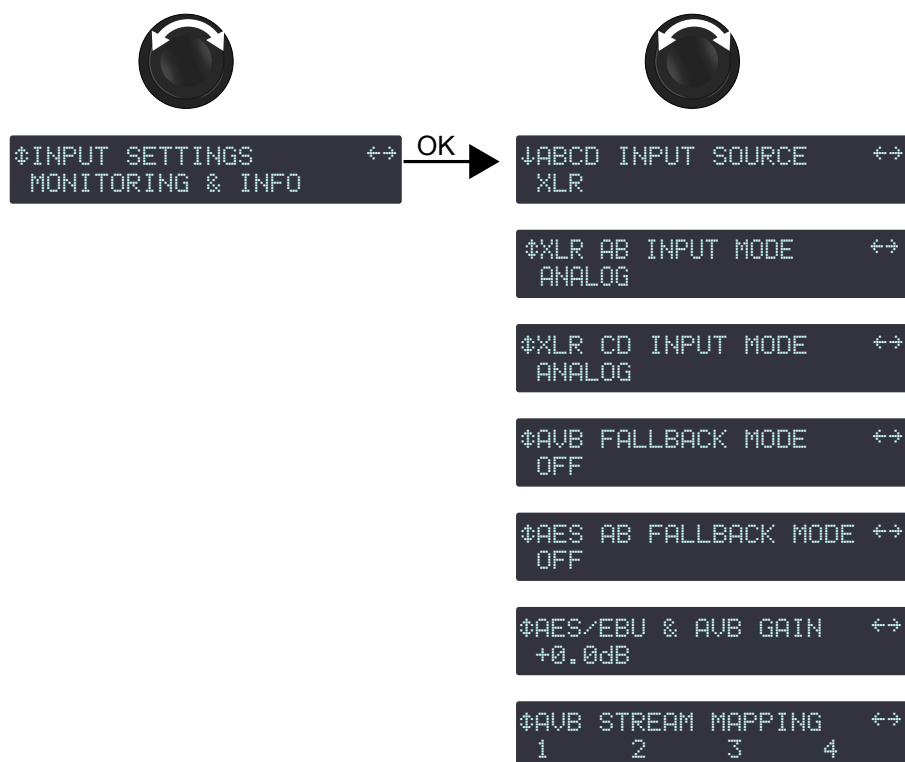 ↕INPUT SETTINGS ↔
MONITORING & INFO
OK
↓ABCD INPUT SOURCE ↔
XLR
↕XLR AB INPUT MODE ↔
ANALOG
↕XLR CD INPUT MODE ↔
ANALOG
↕AVB FALLBACK MODE ↔
OFF
↕AES AB FALLBACK MODE ↔
OFF
↕AES/EBU & AVB GAIN ↔
+0.0dB
↕AVB STREAM MAPPING ↔
1 2 3 4